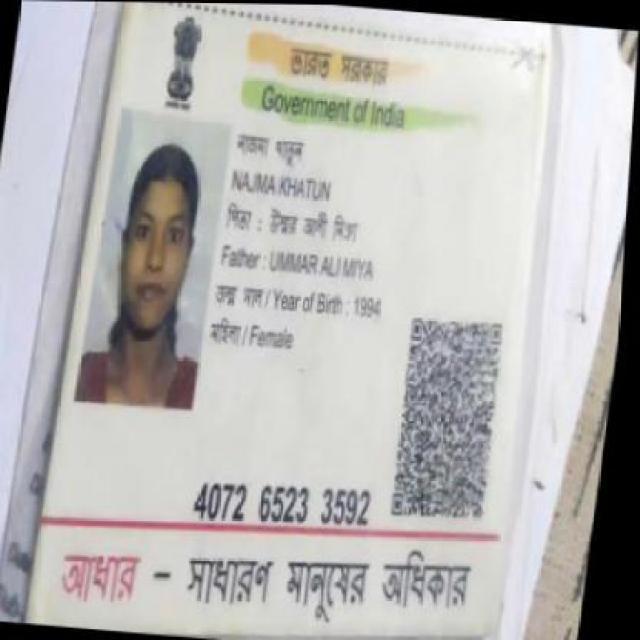 ভারত সরকার
Government of India
নাজমা খাতুন
NAJMA KHATUN
পিতা : উম্মর আলী মিঞা
Father : UMMAR ALI MIYA
জন্ম সাল / Year of Birth : 1994
মহিলা / Female
4072 6523 3592
আধার - সাধারণ মানুষের অধিকার